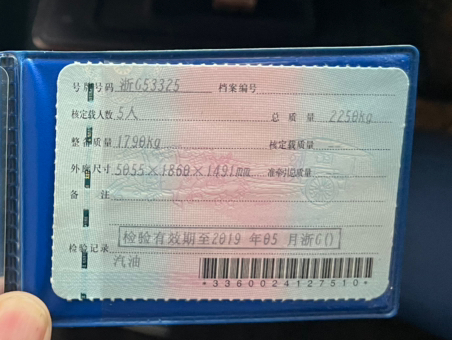 号牌号码 浙G53325 档案编号
核定载人数 5人 总质量 2250kg
整备质量 1790kg 核定载质量
外廓尺寸 5055×1860×1491mm 准牵引总质量
备注
检验记录 检验有效期至2019年05月浙G()
汽油
*3360024127510*